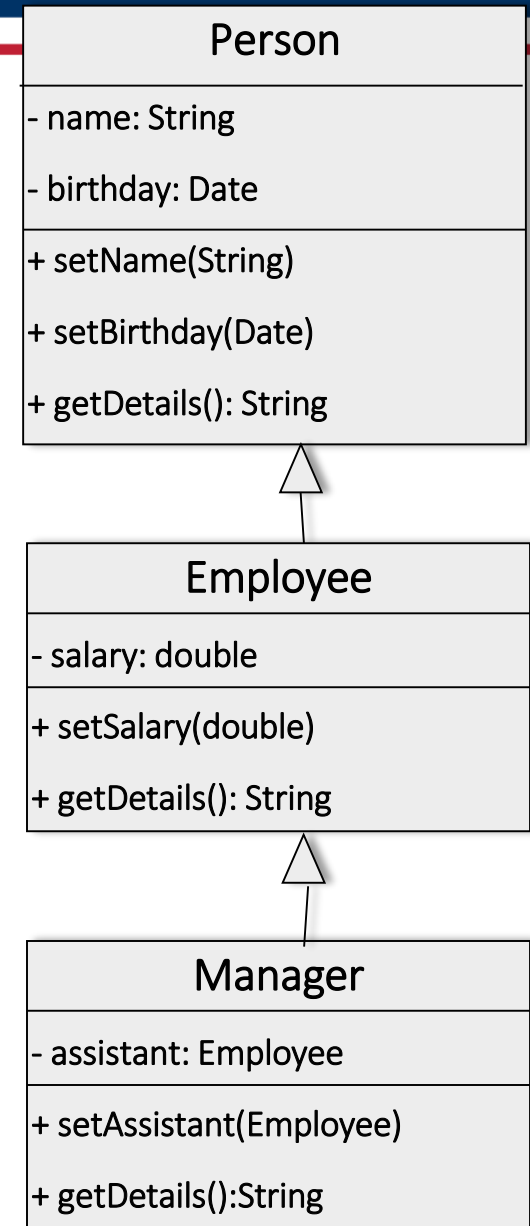 Person
- name: String
- birthday: Date
+ setName(String)
+ setBirthday(Date)
+ getDetails(): String
Employee
- salary: double
+ setSalary(double)
+ getDetails(): String
Manager
- assistant: Employee
+ setAssistant(Employee)
+ getDetails():String